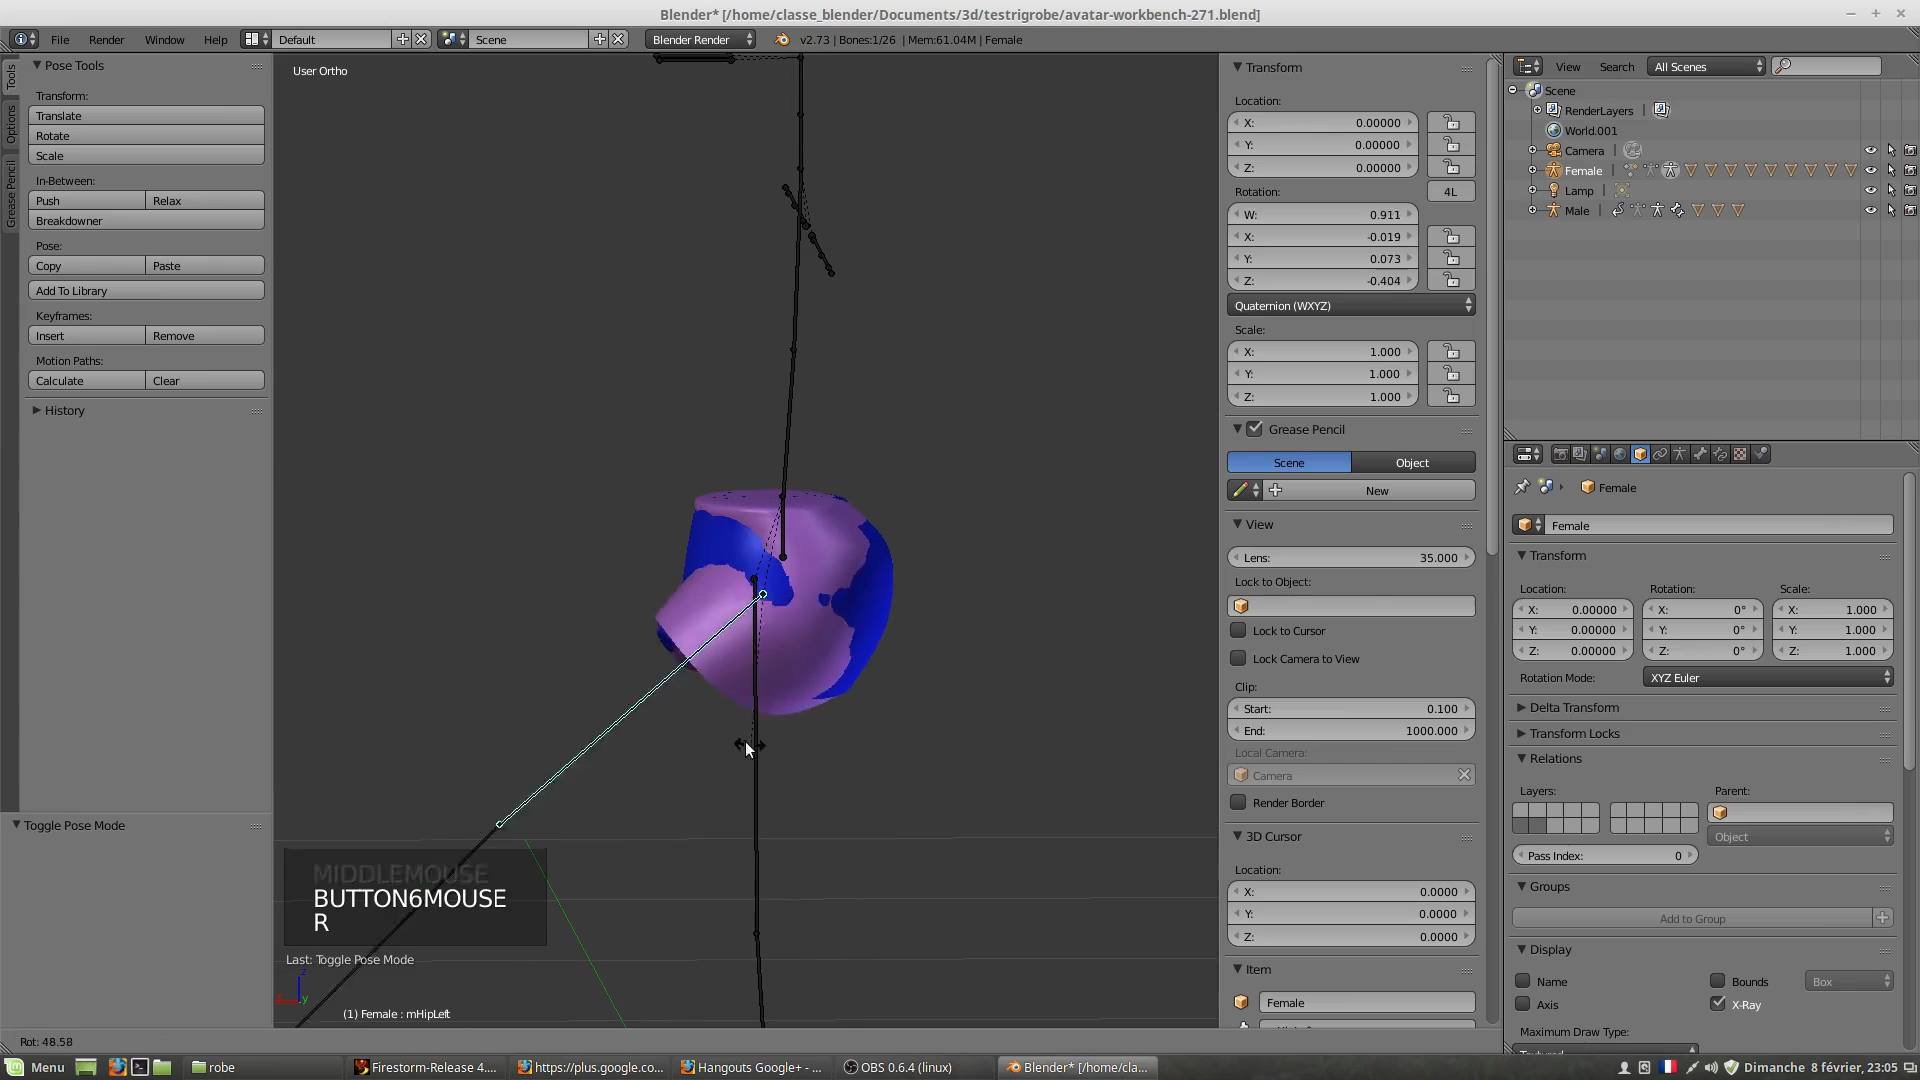 Blender* [/home/classe_blender/Documents/3d/testrigrobe/avatar-workbench-271.blend]
File Render Window Help Default Scene Blender Render v2.73 | Bones:1/26 | Mem:61.04M | Female
Tools
Options
Grease Pencil
Pose Tools
Transform:
Translate
Rotate
Scale
In-Between:
Push Relax
Breakdowner
Pose:
Copy Paste
Add To Library
Keyframes:
Insert Remove
Motion Paths:
Calculate Clear
History
Toggle Pose Mode
User Ortho
MIDDLEMOUSE
BUTTON6MOUSE
R
Last: Toggle Pose Mode
z
y
(1) Female : mHipLeft
Rot: 48.58
Transform
Location:
X: 0.00000
Y: 0.00000
Z: 0.00000
Rotation: 4L
W: 0.911
X: -0.019
Y: 0.073
Z: -0.404
Quaternion (WXYZ)
Scale:
X: 1.000
Y: 1.000
Z: 1.000
Grease Pencil
Scene Object
New
View
Lens: 35.000
Lock to Object:
Lock to Cursor
Lock Camera to View
Clip:
Start: 0.100
End: 1000.000
Local Camera:
Camera
Render Border
3D Cursor
Location:
X: 0.0000
Y: 0.0000
Z: 0.0000
Item
Female
View Search All Scenes
Scene
RenderLayers
World.001
Camera
Female
Lamp
Male
Female
Female
Transform
Location: Rotation: Scale:
X: 0.00000 X: 0° X: 1.000
Y: 0.00000 Y: 0° Y: 1.000
Z: 0.00000 Z: 0° Z: 1.000
Rotation Mode: XYZ Euler
Delta Transform
Transform Locks
Relations
Layers: Parent:
Object
Pass Index: 0
Groups
Add to Group
Display
Name Bounds Box
Axis X-Ray
Maximum Draw Type:
Menu robe Firestorm-Release 4.... https://plus.google.co... Hangouts Google+ - ... OBS 0.6.4 (linux) Blender* [/home/cla... Dimanche 8 février, 23:05